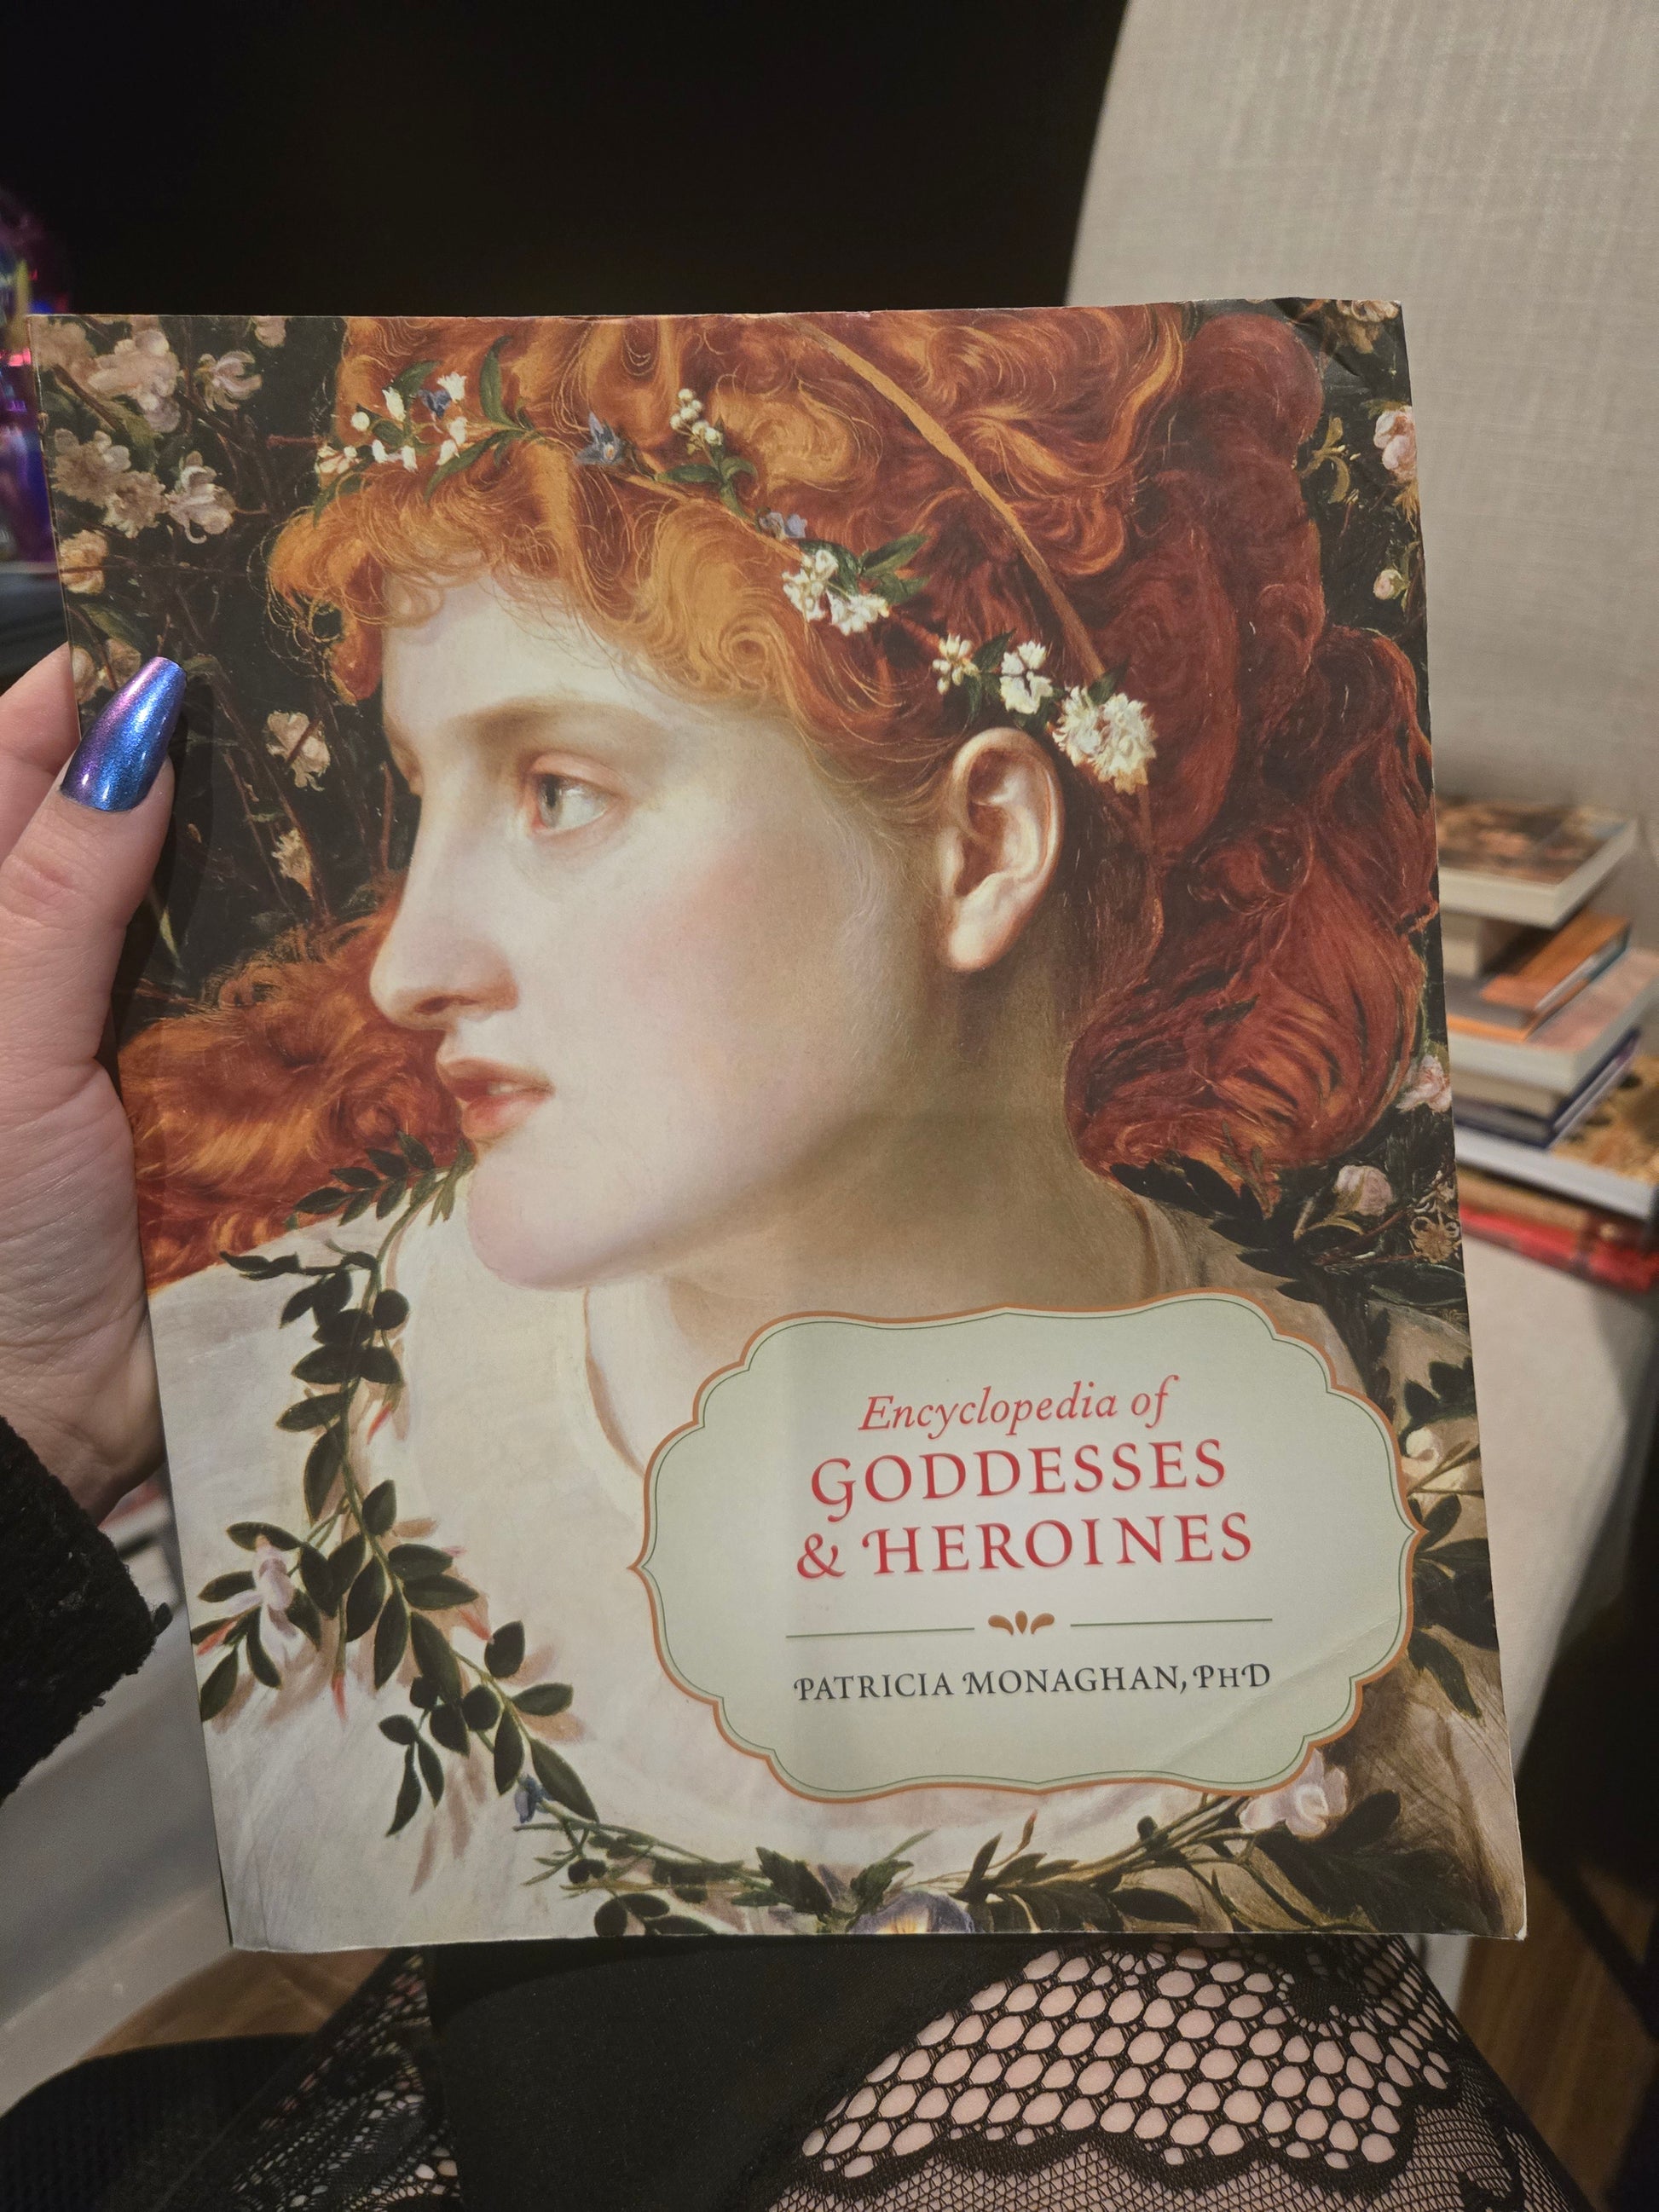 Encyclopedia of
GODDESSES
& HEROINES
PATRICIA MONAGHAN, PHD